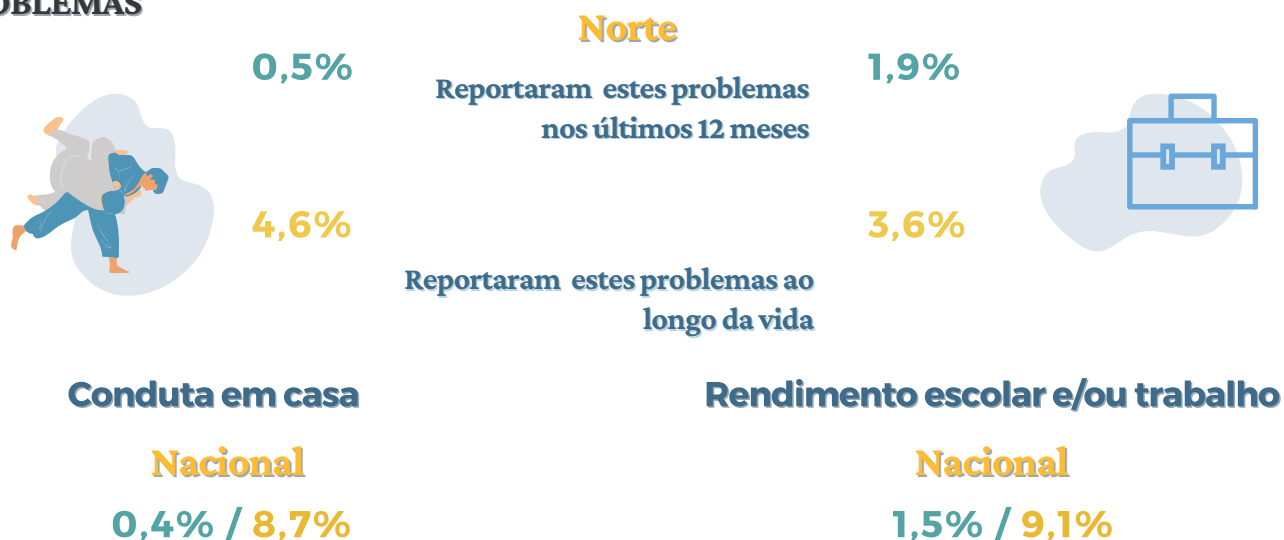 OBLEMAS
Norte
0,5%
1,9%
Reportaram estes problemas
nos últimos 12 meses
4,6%
3,6%
Reportaram estes problemas ao
longo da vida
Conduta em casa
Rendimento escolar e/ou trabalho
Nacional
Nacional
0,4% / 8,7%
1,5% / 9,1%